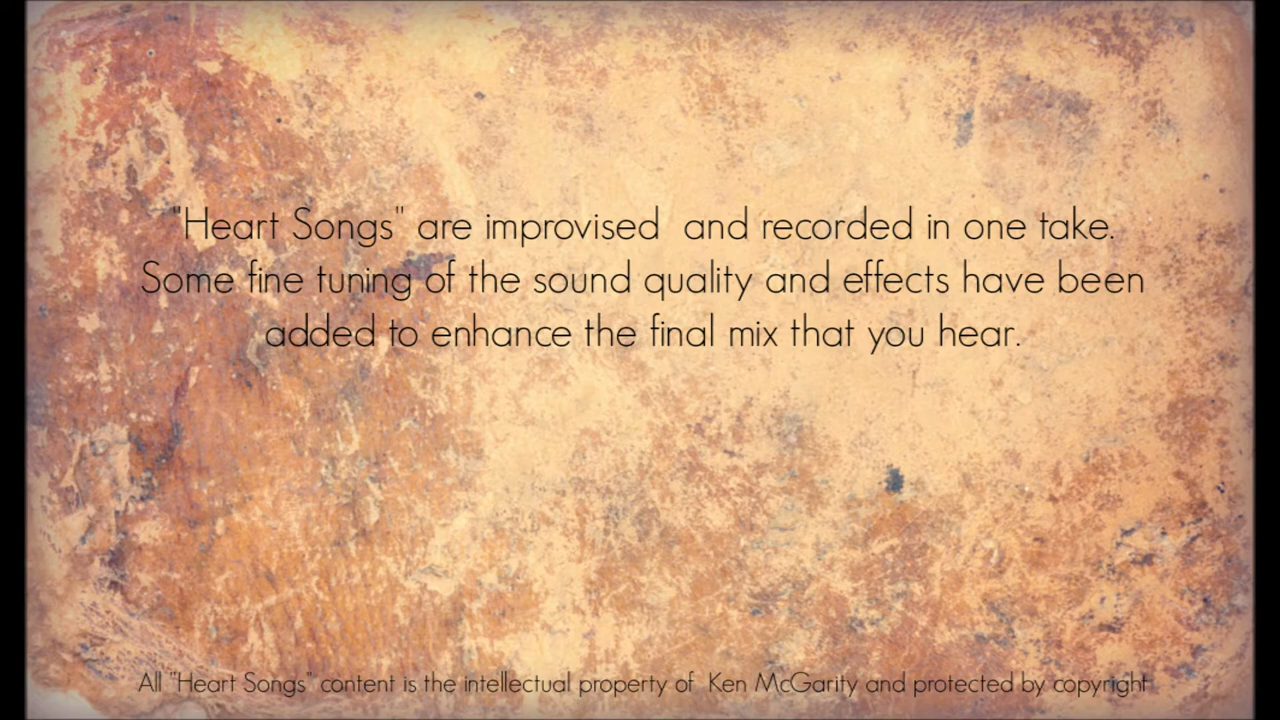 "Heart Songs" are improvised  and recorded in one take.
Some fine tuning of the sound quality and effects have been
added to enhance the final mix that you hear.
All "Heart Songs" content is the intellectual property of  Ken McGarity and protected by copyright